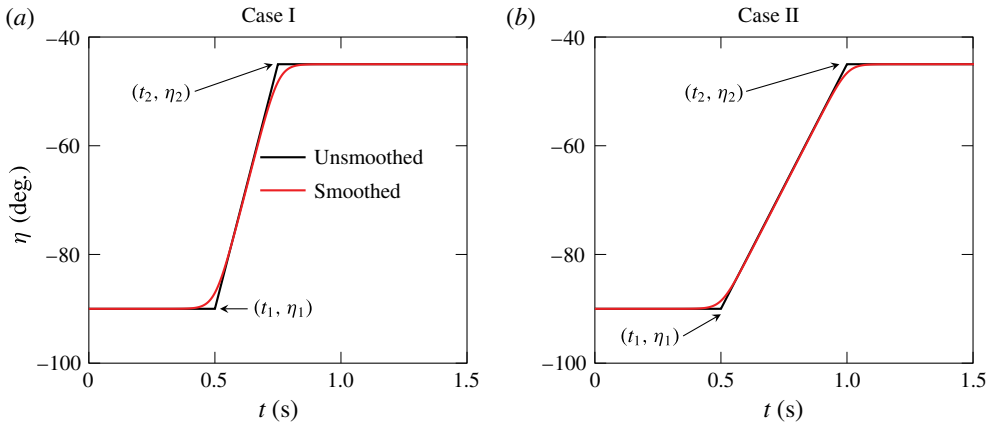 (a) Case I
−40
−60
−80
−100
η (deg.)
(t2, η2)
Unsmoothed
Smoothed
(t1, η1)
0 0.5 1.0 1.5
t (s)
(b) Case II
−40
−60
−80
−100
(t2, η2)
(t1, η1)
0 0.5 1.0 1.5
t (s)